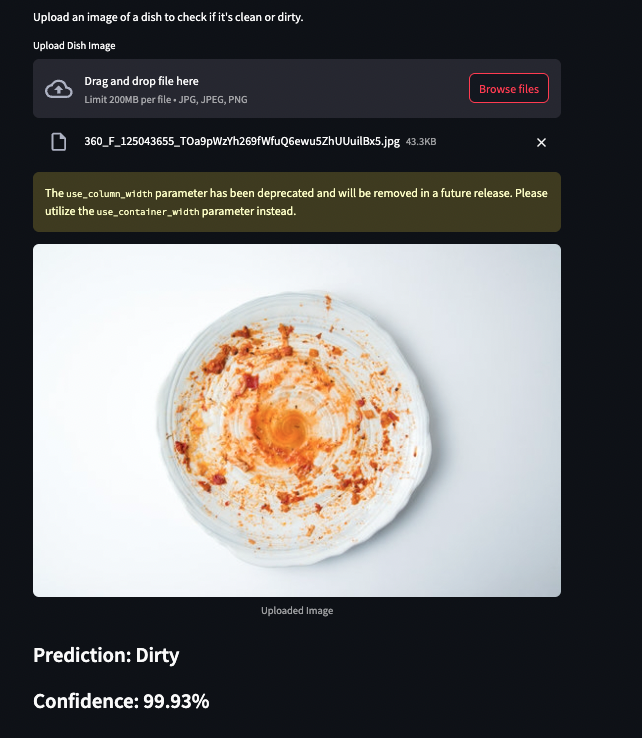 Upload an image of a dish to check if it's clean or dirty.
Upload Dish Image
Drag and drop file here
Limit 200MB per file • JPG, JPEG, PNG
Browse files
360_F_125043655_TOa9pWzYh269fWfuQ6ewu5ZhUUuilBx5.jpg 43.3KB
The use_column_width parameter has been deprecated and will be removed in a future release. Please
utilize the use_container_width parameter instead.
Uploaded Image
Prediction: Dirty
Confidence: 99.93%